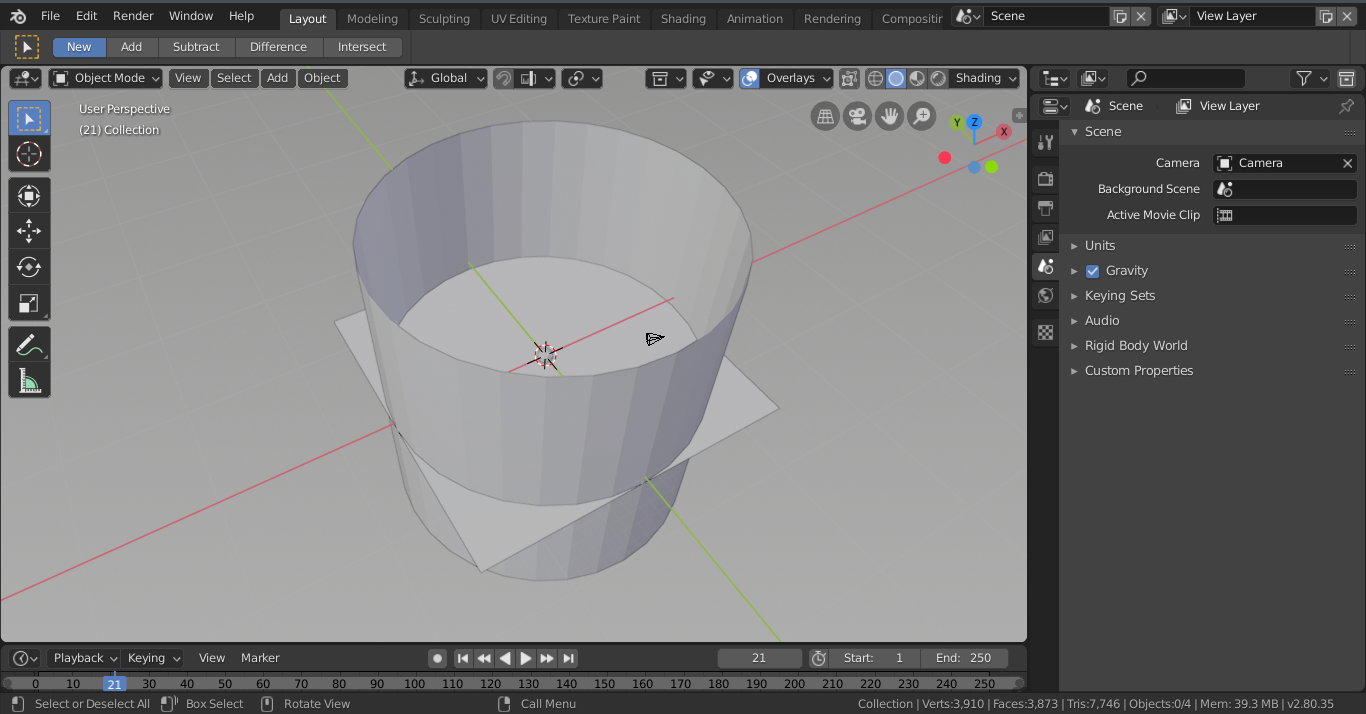 File Edit Render Window Help Layout Modeling Sculpting UV Editing Texture Paint Shading Animation Rendering Scene View Layer
New Add Subtract Difference Intersect
Object Mode View Select Add Object Global Overlays Shading
User Perspective
(21) Collection
Y Z X
Scene View Layer
Scene
Camera Camera
Background Scene
Active Movie Clip
Units
Gravity
Keying Sets
Audio
Rigid Body World
Custom Properties
Playback Keying View Marker 21 Start: 1 End: 250
0 10 21 30 40 50 60 70 80 90 100 110 120 130 140 150 160 170 180 190 200 210 220 230 240 250
Select or Deselect All Box Select Rotate View Call Menu Collection | Verts:3,910 | Faces:3,873 | Tris:7,746 | Objects:0/4 | Mem: 39.3 MB | v2.80.35